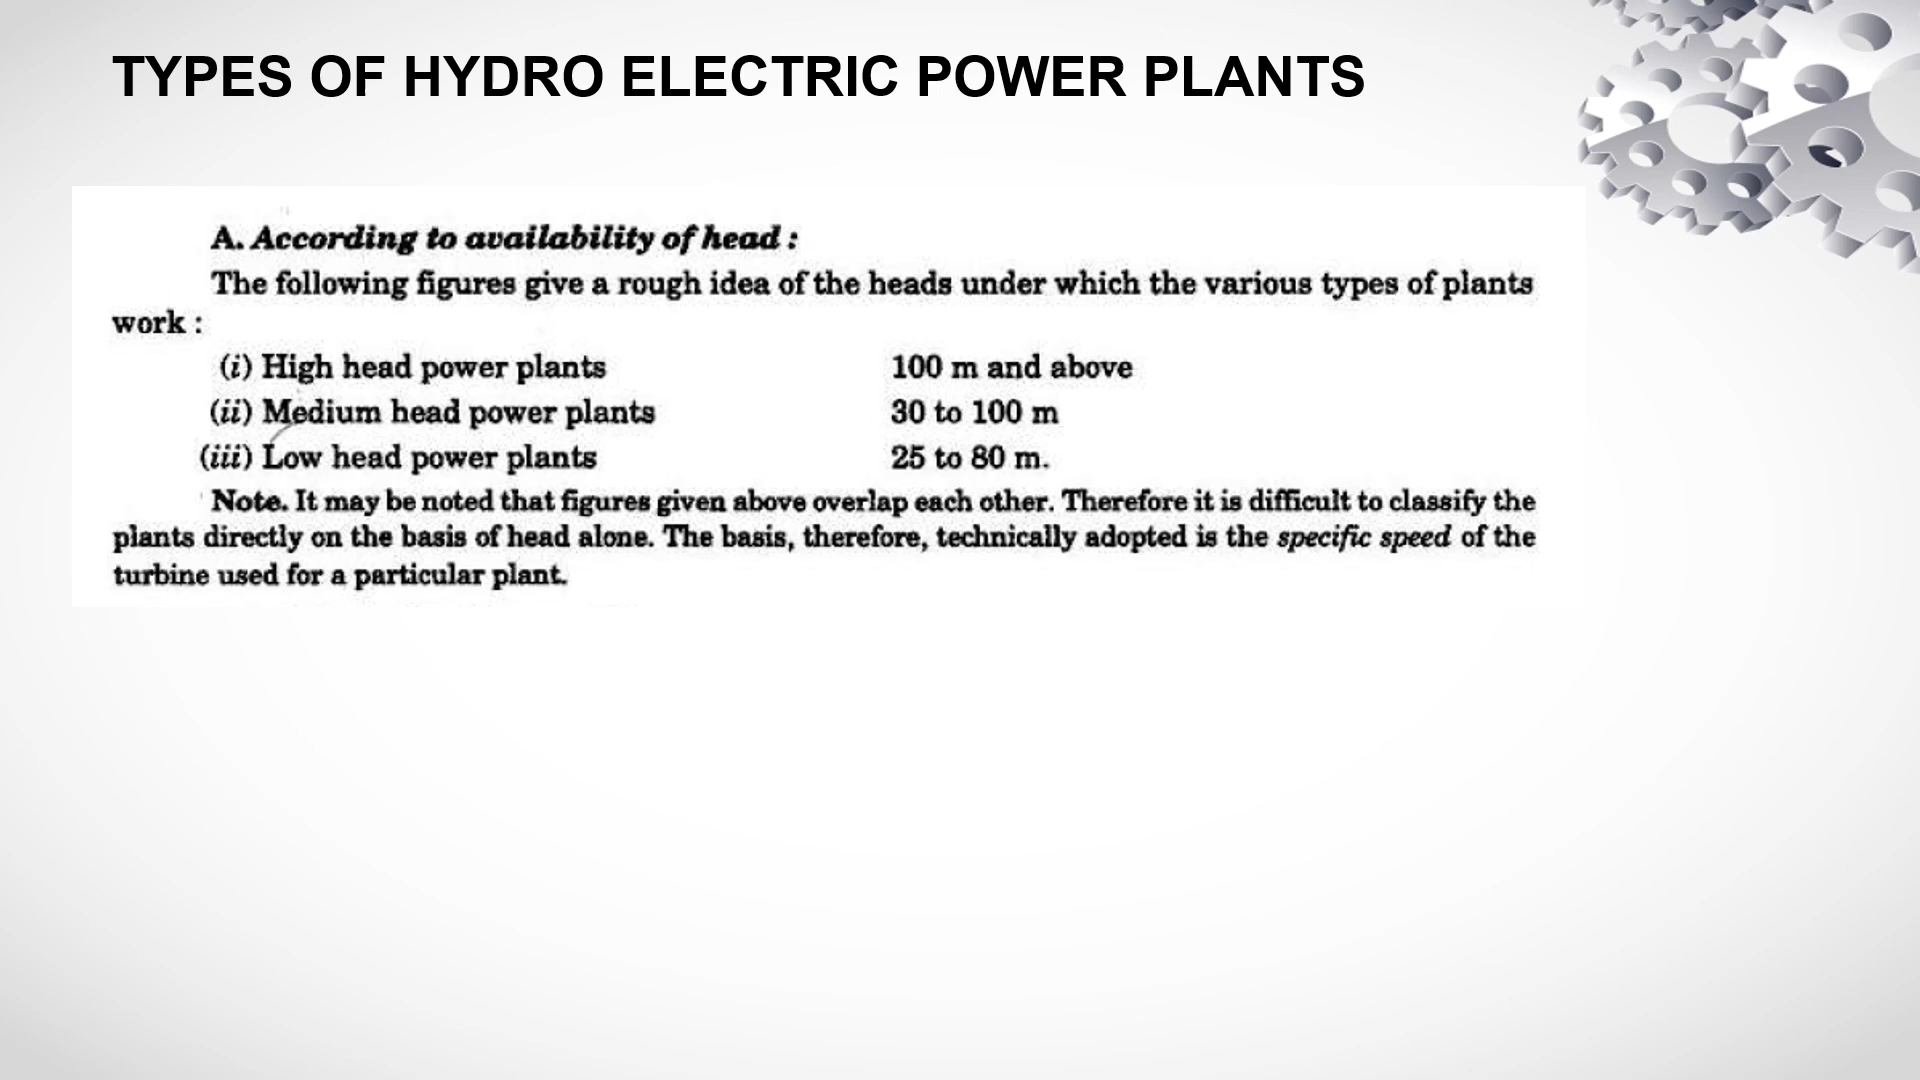 TYPES OF HYDRO ELECTRIC POWER PLANTS
A. According to availability of head :
The following figures give a rough idea of the heads under which the various types of plants
work :
(i) High head power plants 100 m and above
(ii) Medium head power plants 30 to 100 m
(iii) Low head power plants 25 to 80 m.
Note. It may be noted that figures given above overlap each other. Therefore it is difficult to classify the
plants directly on the basis of head alone. The basis, therefore, technically adopted is the specific speed of the
turbine used for a particular plant.